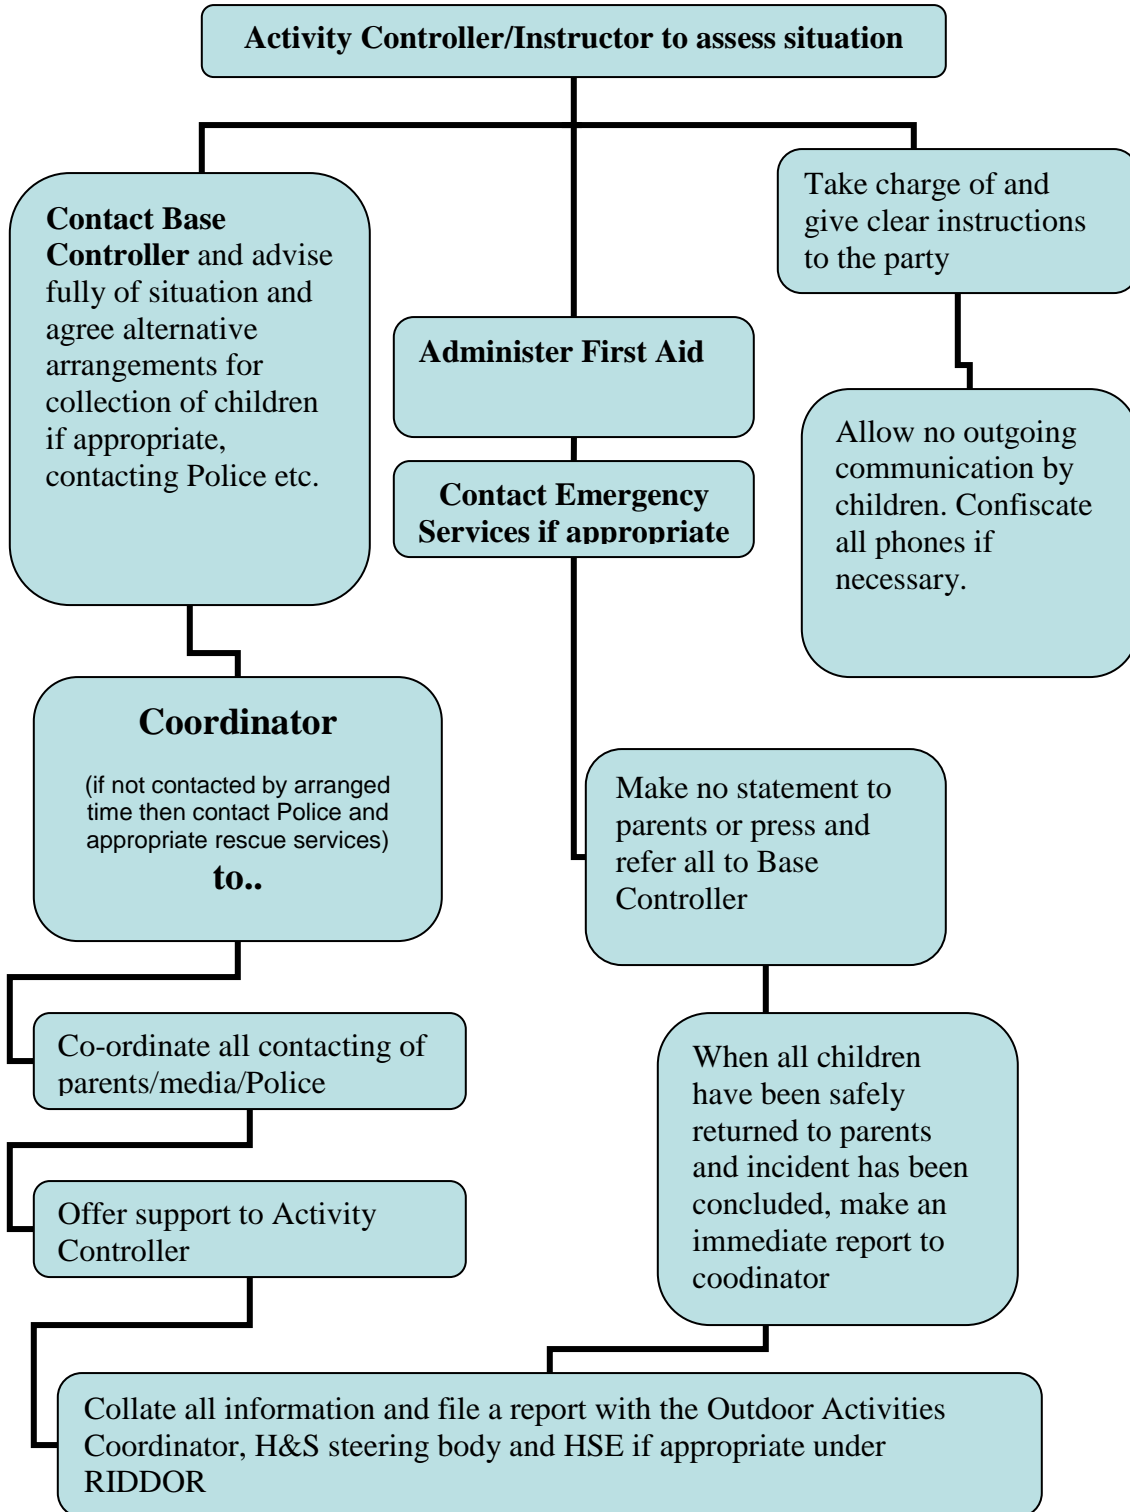 Activity Controller/Instructor to assess situation
Contact Base
Controller and advise
fully of situation and
agree alternative
arrangements for
collection of children
if appropriate,
contacting Police etc.
Administer First Aid
Contact Emergency
Services if appropriate
Take charge of and
give clear instructions
to the party
Allow no outgoing
communication by
children. Confiscate
all phones if
necessary.
Coordinator
(if not contacted by arranged
time then contact Police and
appropriate rescue services)
to..
Make no statement to
parents or press and
refer all to Base
Controller
Co-ordinate all contacting of
parents/media/Police
Offer support to Activity
Controller
When all children
have been safely
returned to parents
and incident has been
concluded, make an
immediate report to
coodinator
Collate all information and file a report with the Outdoor Activities
Coordinator, H&S steering body and HSE if appropriate under
RIDDOR